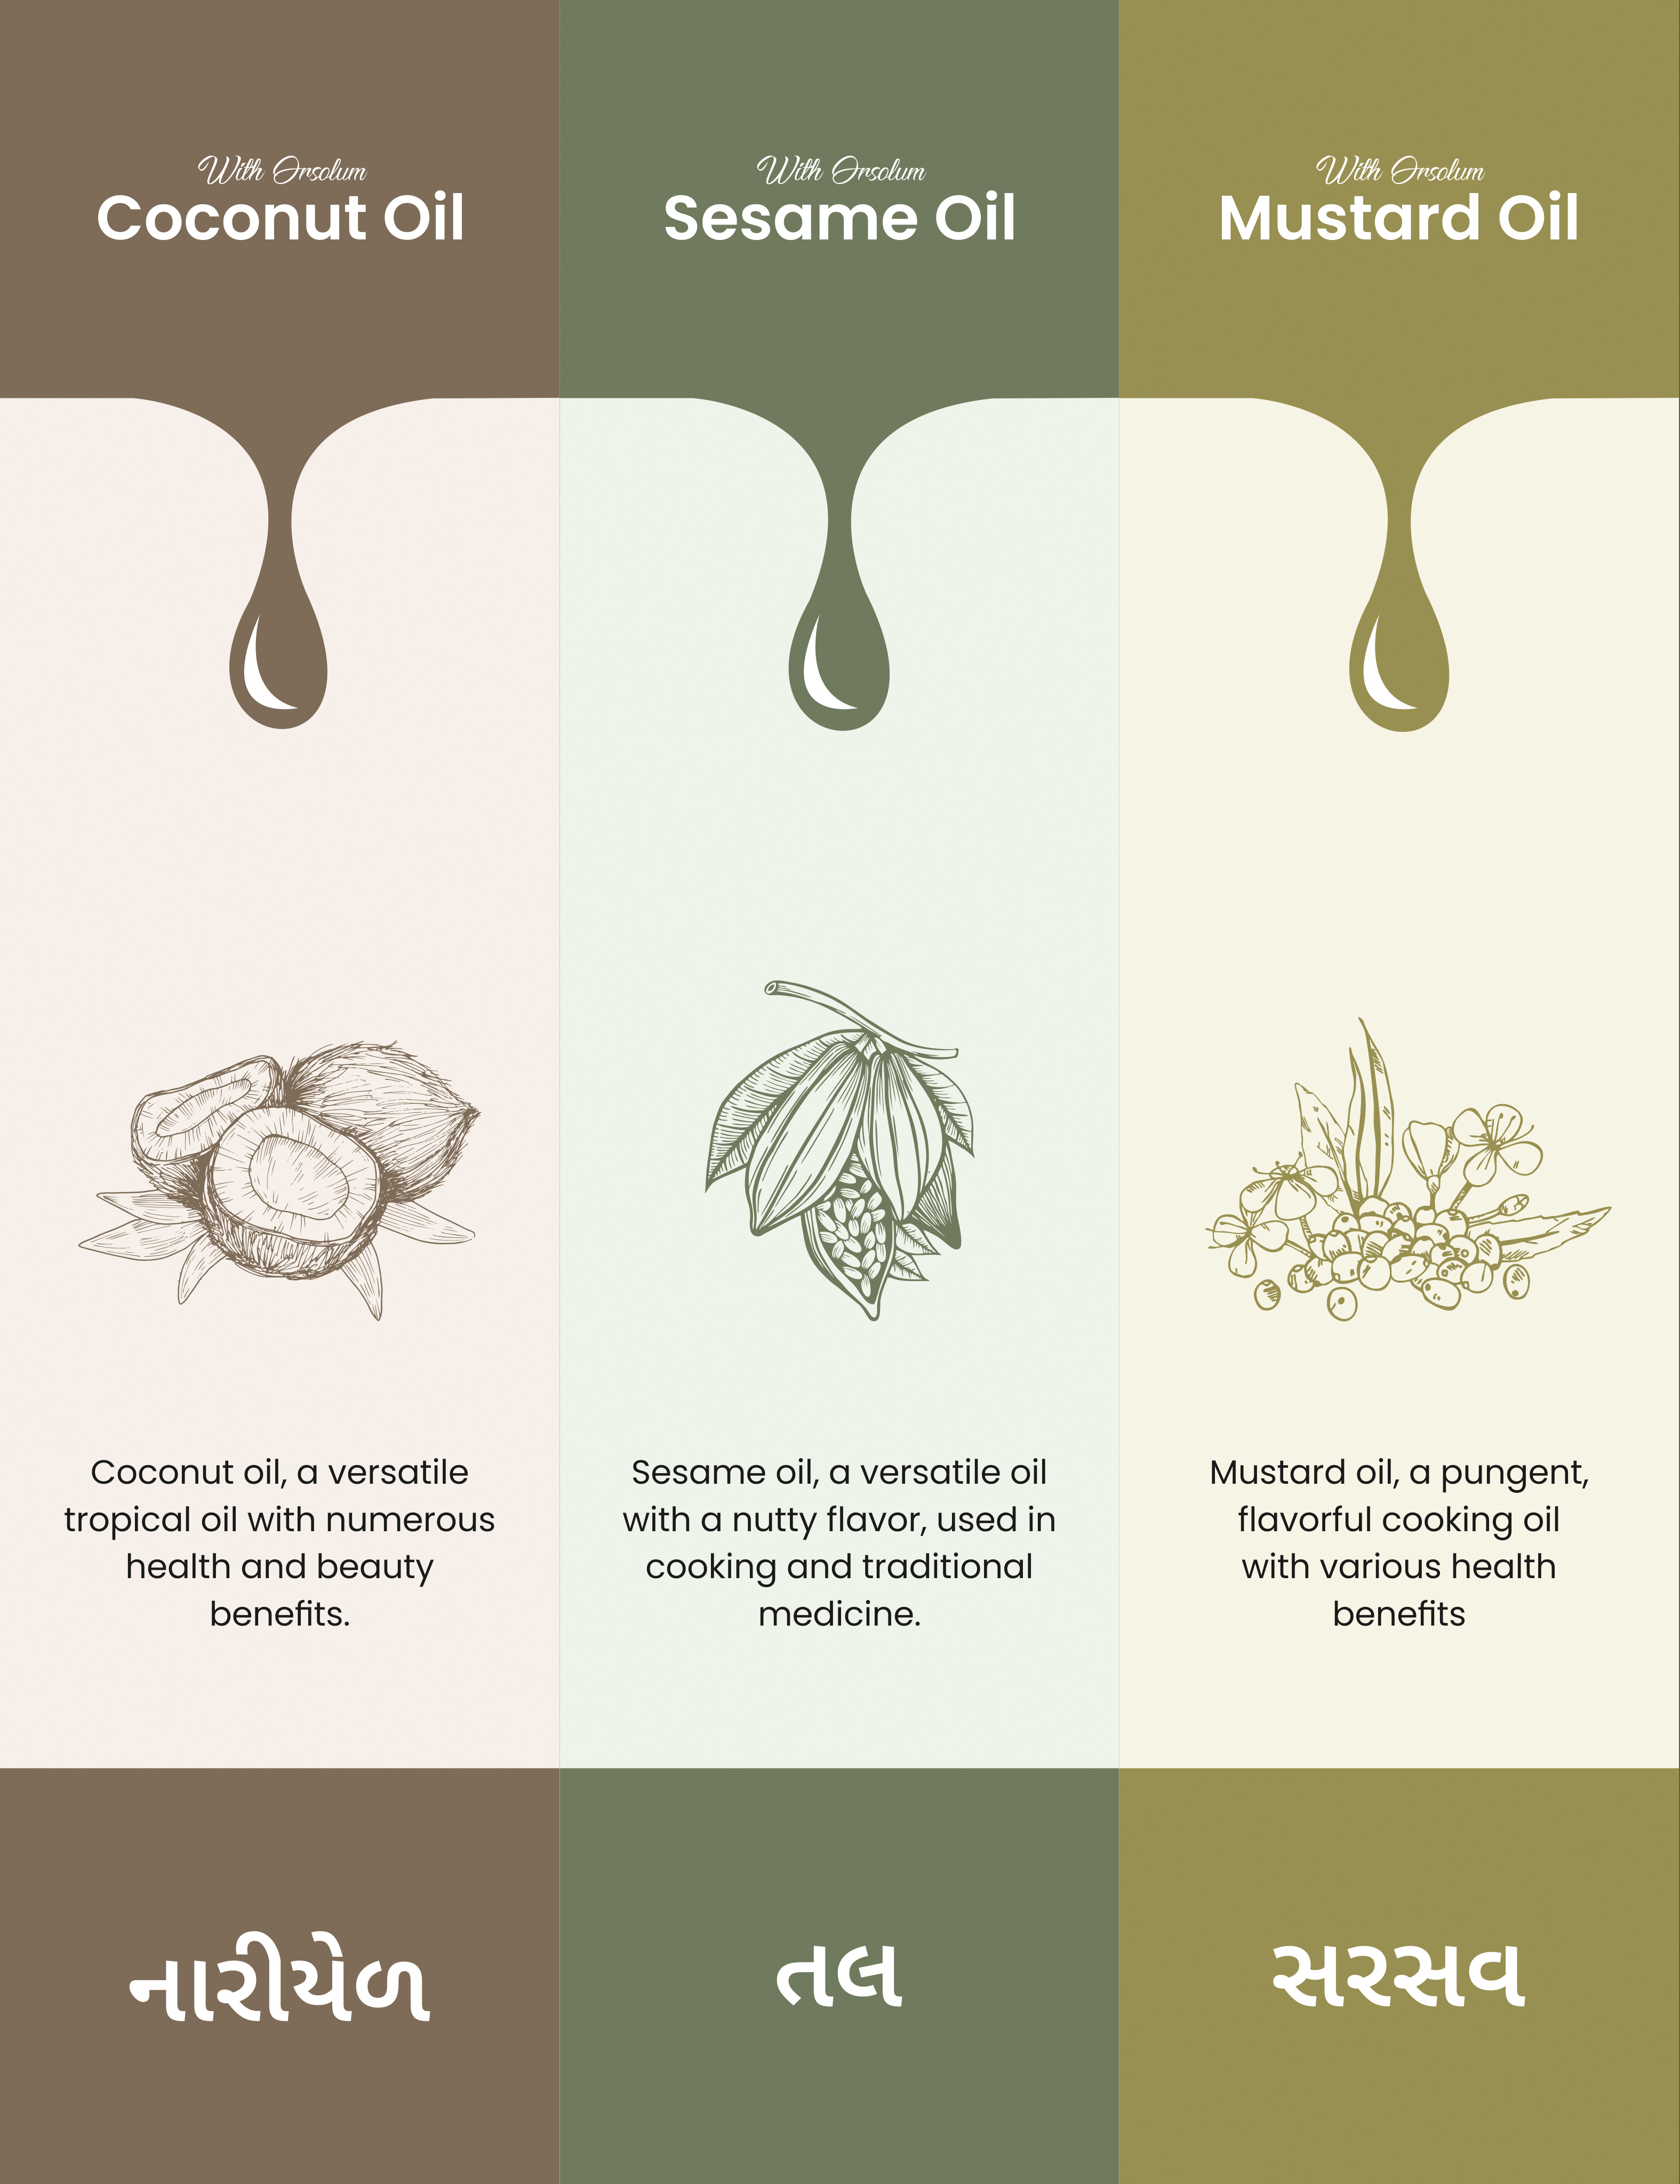 With Orsolum
Coconut Oil
Coconut oil, a versatile
tropical oil with numerous
health and beauty
benefits.
નારીયેળ
With Orsolum
Sesame Oil
Sesame oil, a versatile oil
with a nutty flavor, used in
cooking and traditional
medicine.
તલ
With Orsolum
Mustard Oil
Mustard oil, a pungent,
flavorful cooking oil
with various health
benefits
સરસવ